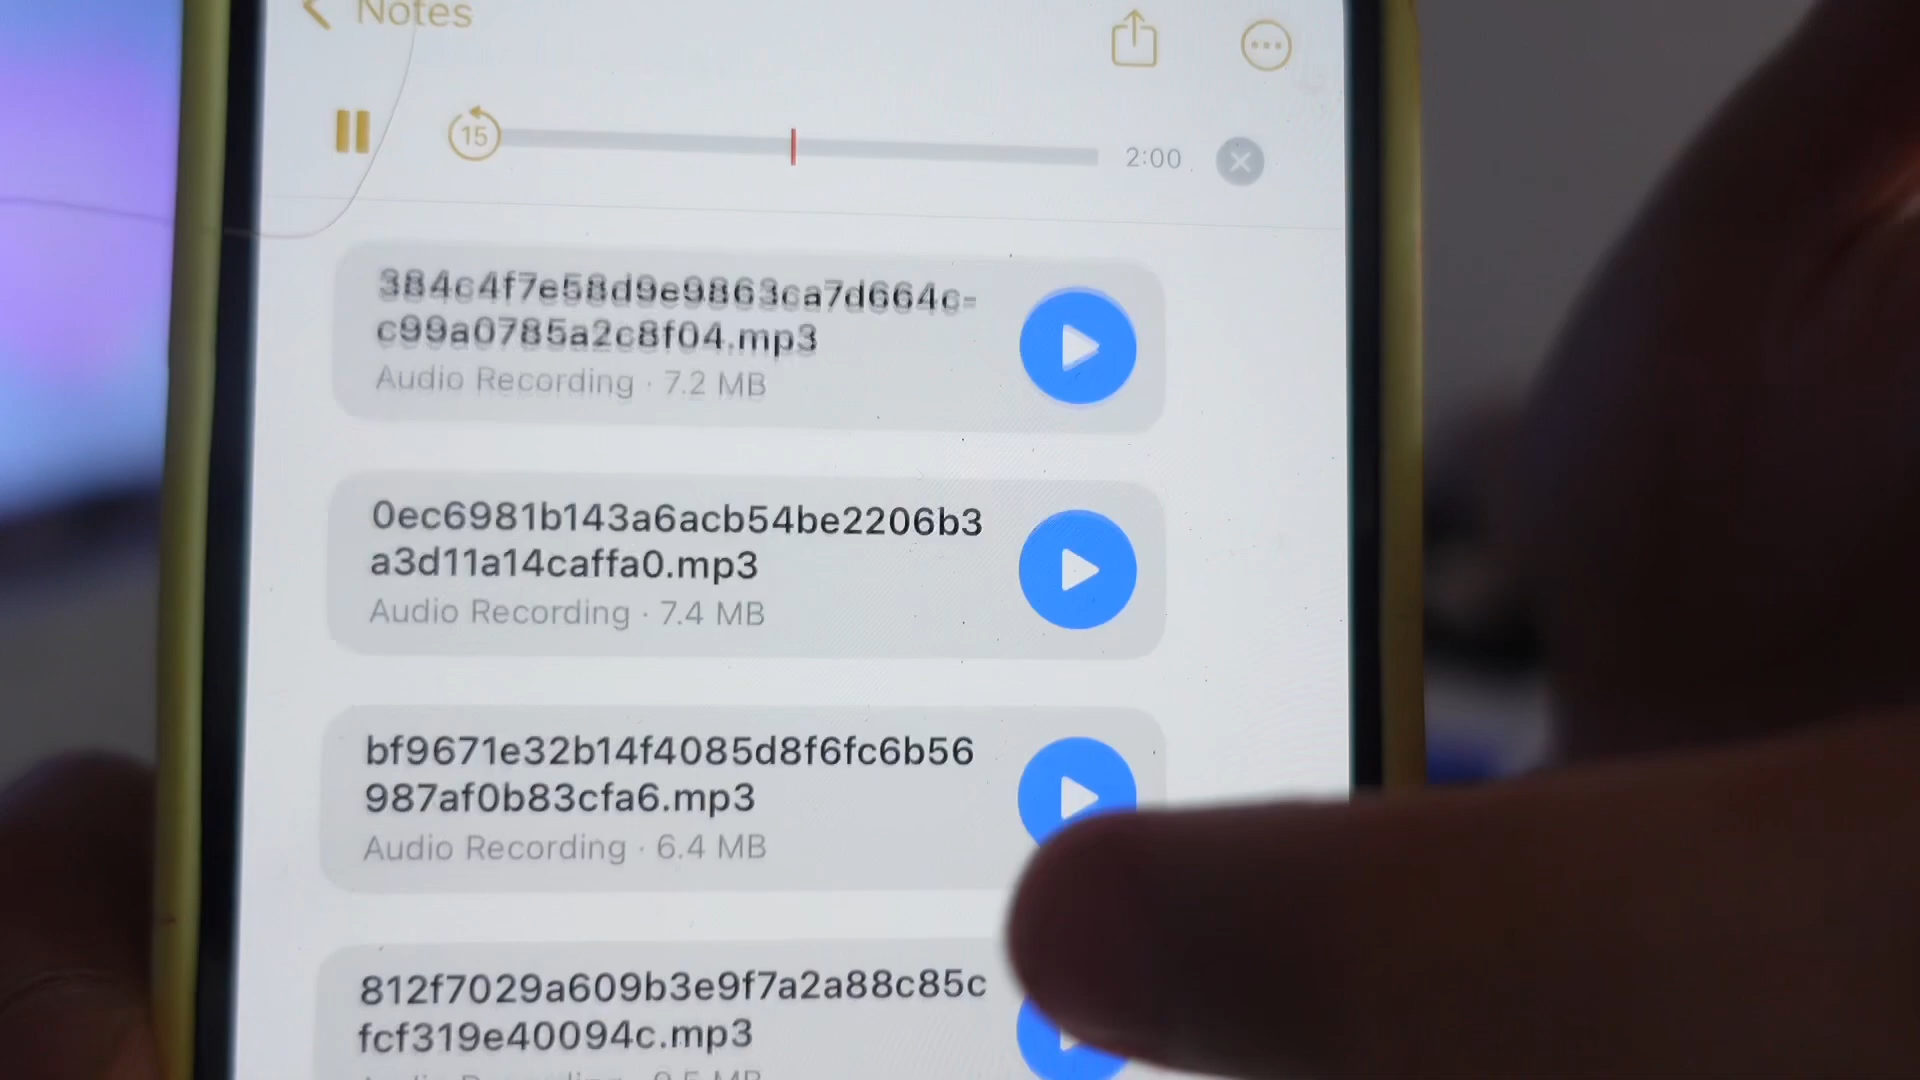 Notes
15
2:00
384c4f7e58d9e9863ca7d664c-
c99a0785a2c8f04.mp3
Audio Recording · 7.2 MB
0ec6981b143a6acb54be2206b3
a3d11a14caffa0.mp3
Audio Recording · 7.4 MB
bf9671e32b14f4085d8f6fc6b56
987af0b83cfa6.mp3
Audio Recording · 6.4 MB
812f7029a609b3e9f7a2a88c85c
fcf319e40094c.mp3